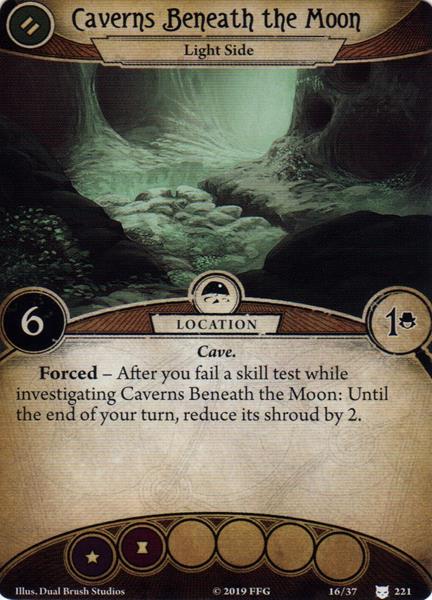 Caverns Beneath the Moon
Light Side
6
1
LOCATION
Cave.
Forced – After you fail a skill test while
investigating Caverns Beneath the Moon: Until
the end of your turn, reduce its shroud by 2.
Illus. Dual Brush Studios © 2019 FFG 16/37 221